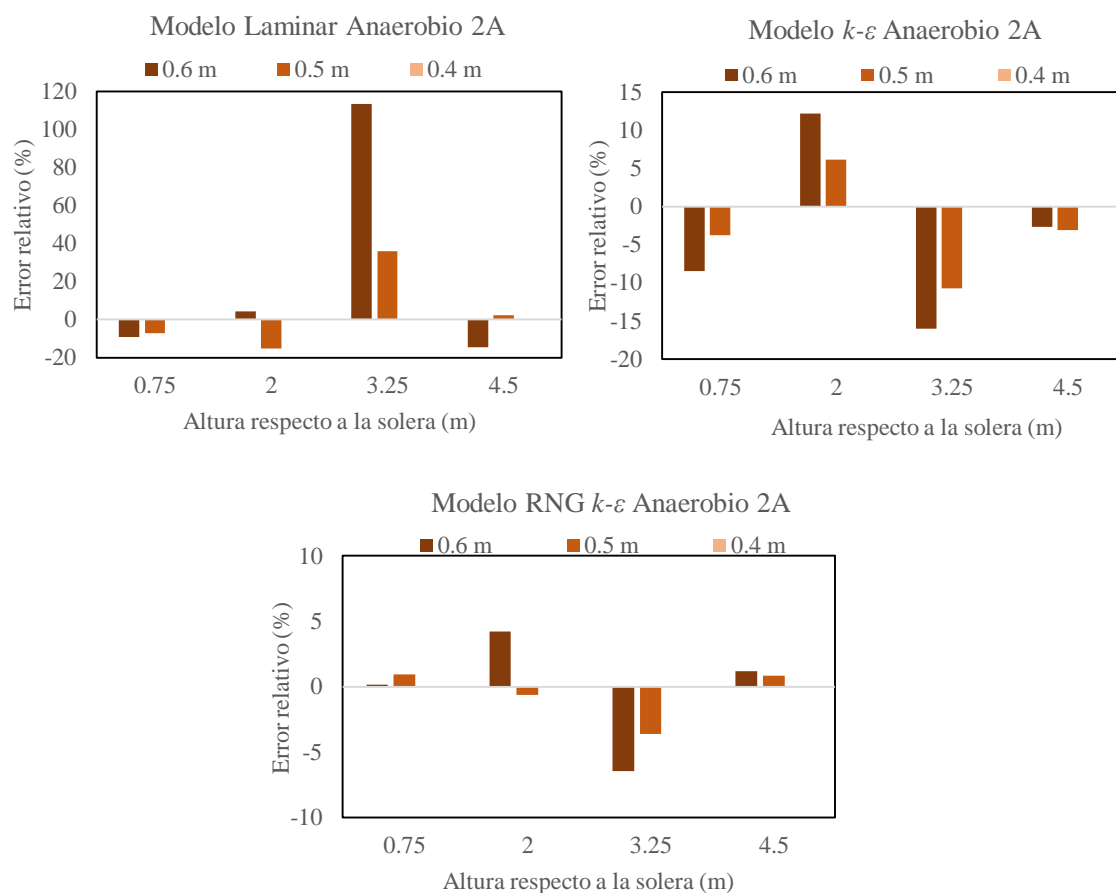 Modelo Laminar Anaerobio 2A
0.6 m 0.5 m 0.4 m
120
100
80
60
40
20
0
-20
Error relativo (%)
0.75 2 3.25 4.5
Altura respecto a la solera (m)
Modelo k-ε Anaerobio 2A
0.6 m 0.5 m 0.4 m
15
10
5
0
-5
-10
-15
-20
Error relativo (%)
0.75 2 3.25 4.5
Altura respecto a la solera (m)
Modelo RNG k-ε Anaerobio 2A
0.6 m 0.5 m 0.4 m
10
5
0
-5
-10
Error relativo (%)
0.75 2 3.25 4.5
Altura respecto a la solera (m)